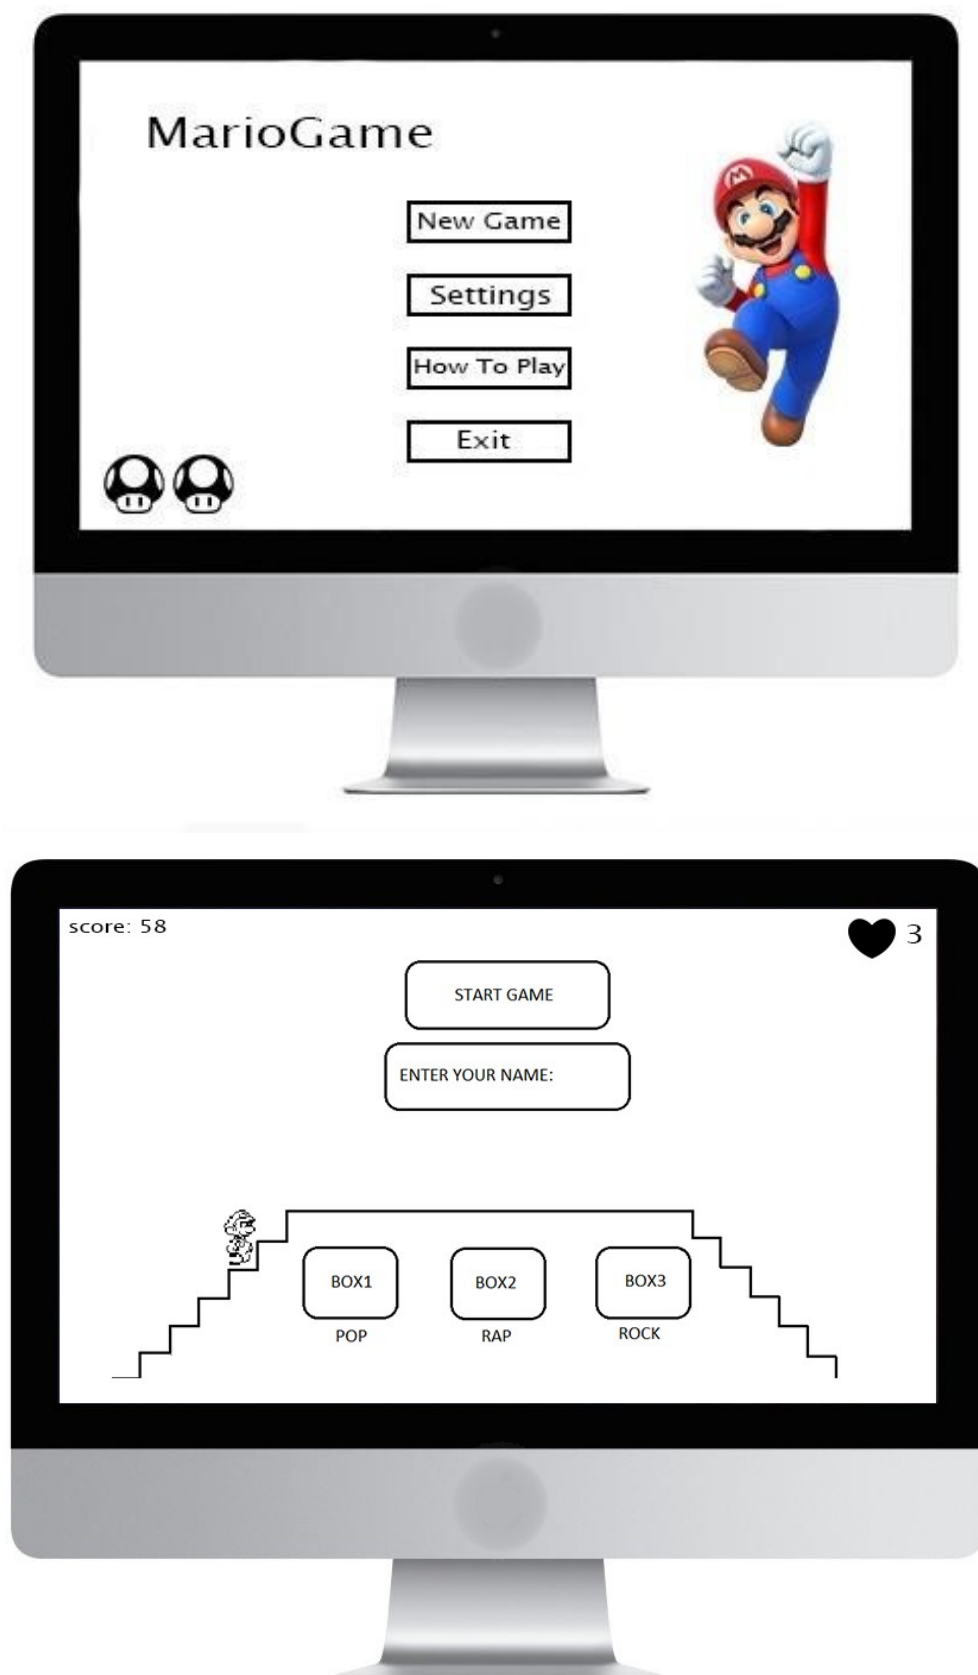 MarioGame
New Game
Settings
How To Play
Exit
score: 58
3
START GAME
ENTER YOUR NAME:
BOX1
BOX2
BOX3
POP
RAP
ROCK